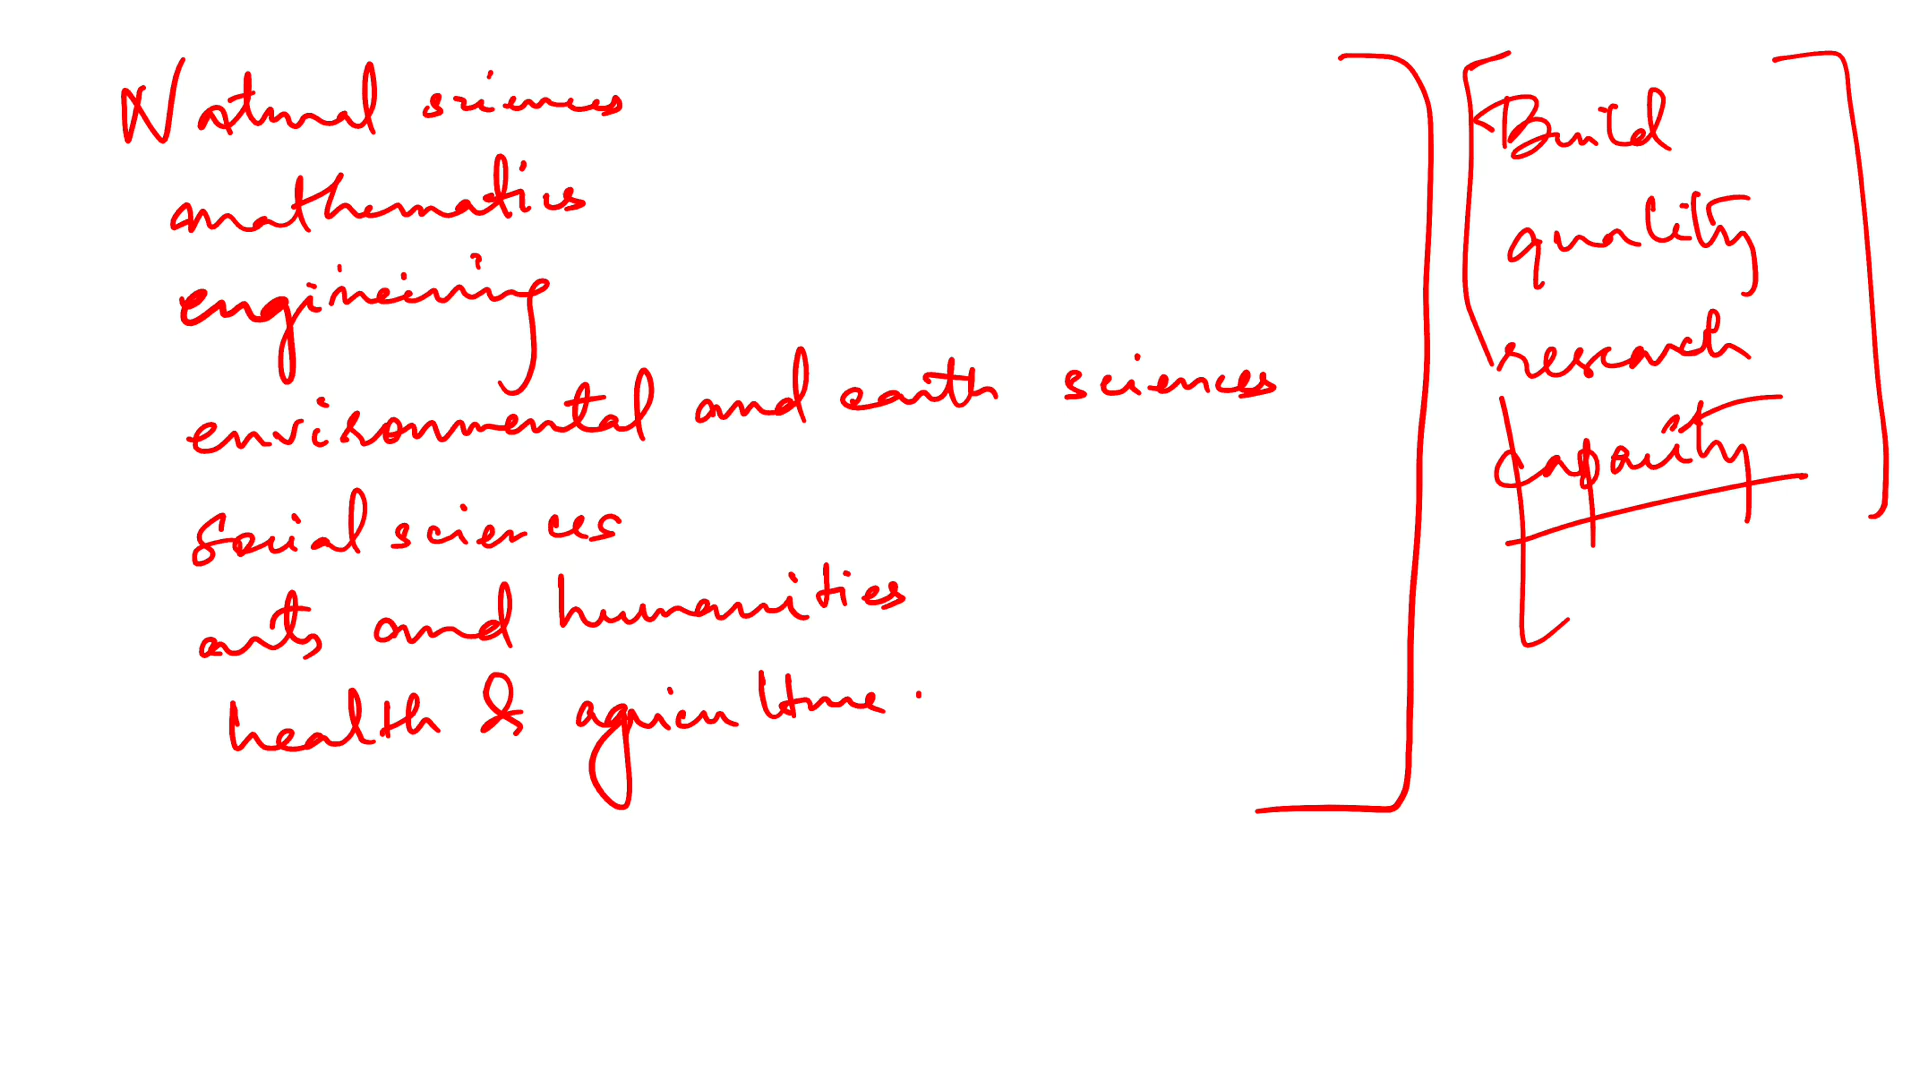 Natural sciences
mathematics
engineering
environmental and earth sciences
social sciences
arts and humanities
health & agriculture.
Build
quality
research
capacity